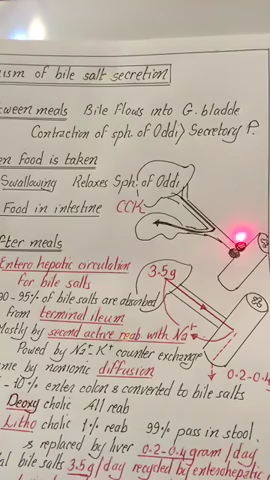 ism of bile salt secretion
ween meals Bile Flows into G. bladde
Contraction of sph. of Oddi > Secretory P.
en Food is taken
Swallowing Relaxes Sph. of Oddi
Food in intestine CCK
fter meals
Entero hepatic circulation
for bile salts
3.5g
90-95% of bile salts are absorbed
from terminal ileum
ostly by second active reab. with Na+
Powed by Na+-K+ counter exchange
me by nonionic diffusion
0.2-0.4
- 10% enter colon & converted to bile salts
Deoxy cholic All reab
Litho cholic 1% reab 99% pass in stool.
s replaced by liver 0.2-0.4 gram / day
al bile salts 3.5g/day recycled by enterohepatic